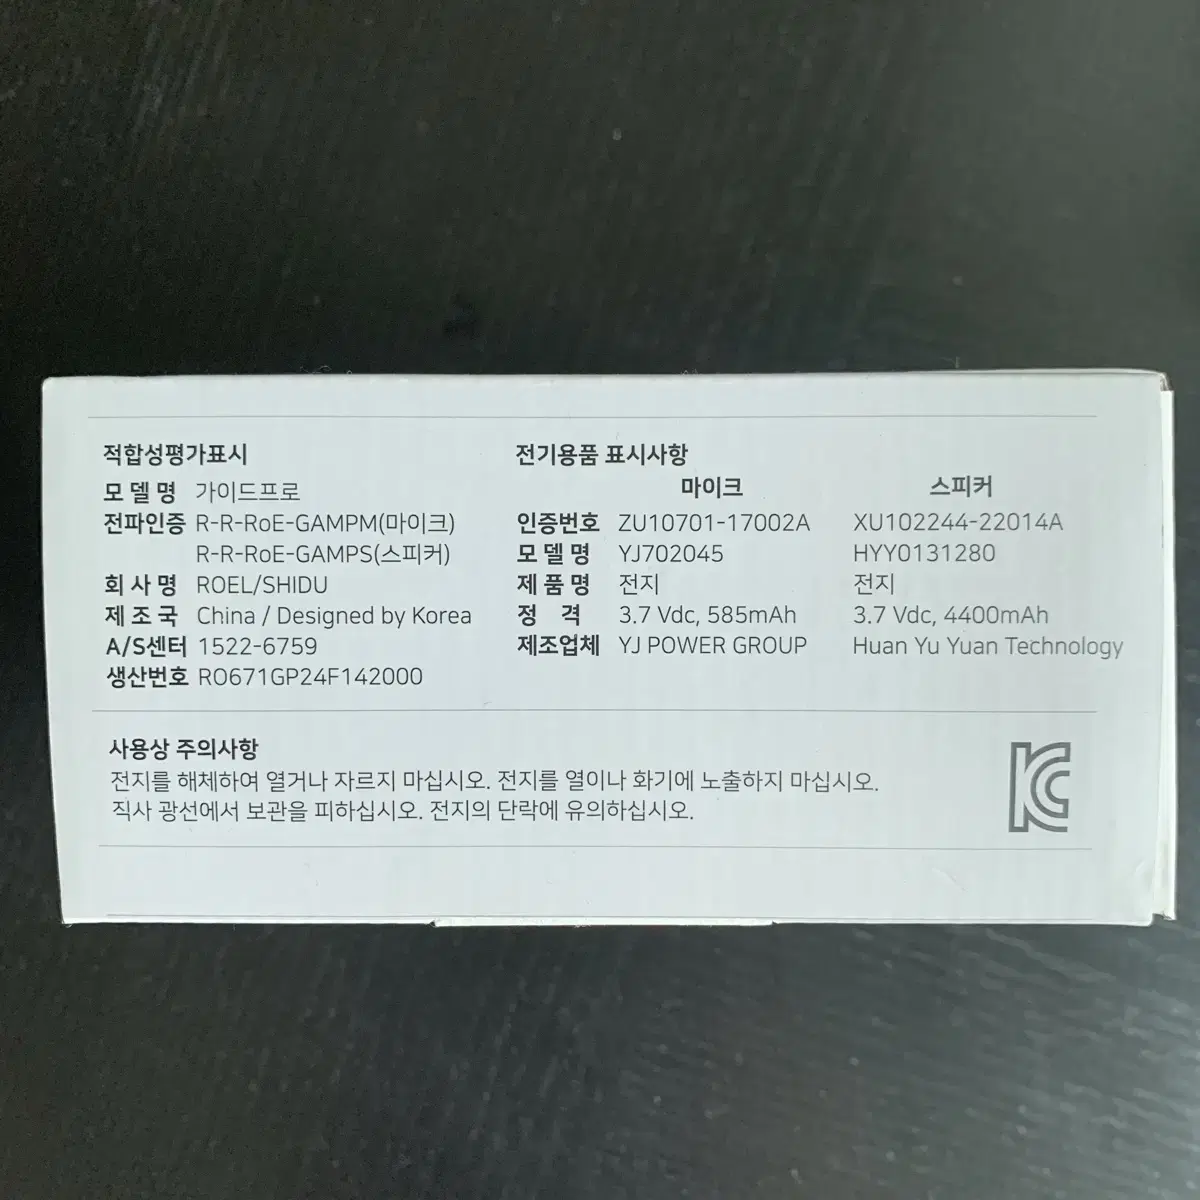 적합성평가표시
모 델 명 가이드프로
전파인증 R-R-RoE-GAMPM(마이크)
R-R-RoE-GAMPS(스피커)
회 사 명 ROEL/SHIDU
제 조 국 China / Designed by Korea
A/S센터 1522-6759
생산번호 RO671GP24F142000
전기용품 표시사항
마이크 스피커
인증번호 ZU10701-17002A XU102244-22014A
모 델 명 YJ702045 HYY0131280
제 품 명 전지 전지
정 격 3.7 Vdc, 585mAh 3.7 Vdc, 4400mAh
제조업체 YJ POWER GROUP Huan Yu Yuan Technology
사용상 주의사항
전지를 해체하여 열거나 자르지 마십시오. 전지를 열이나 화기에 노출하지 마십시오.
직사 광선에서 보관을 피하십시오. 전지의 단락에 유의하십시오.
KC